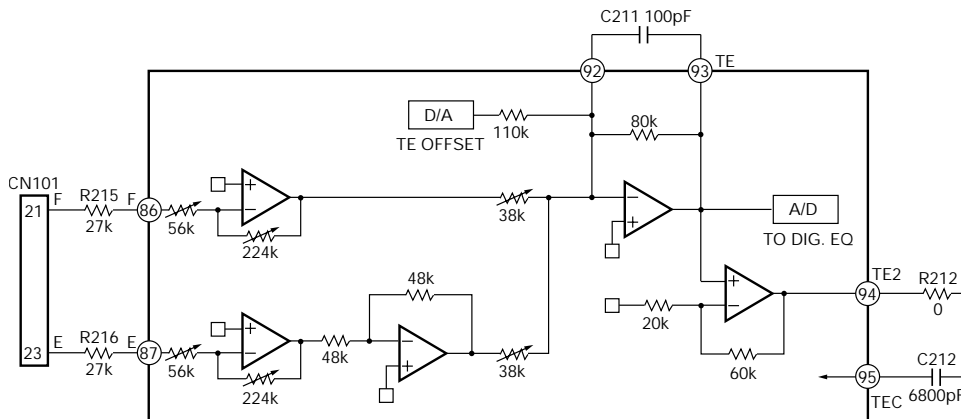 C211 100pF
92
93
TE
D/A
TE OFFSET
110k
80k
CN101
21
F
R215
27k
F
86
56k
+
−
224k
38k
−
+
A/D
TO DIG. EQ
48k
+
−
20k
60k
TE2
94
R212
0
23
E
R216
27k
E
87
56k
+
−
224k
48k
−
+
38k
95
TEC
C212
6800pF